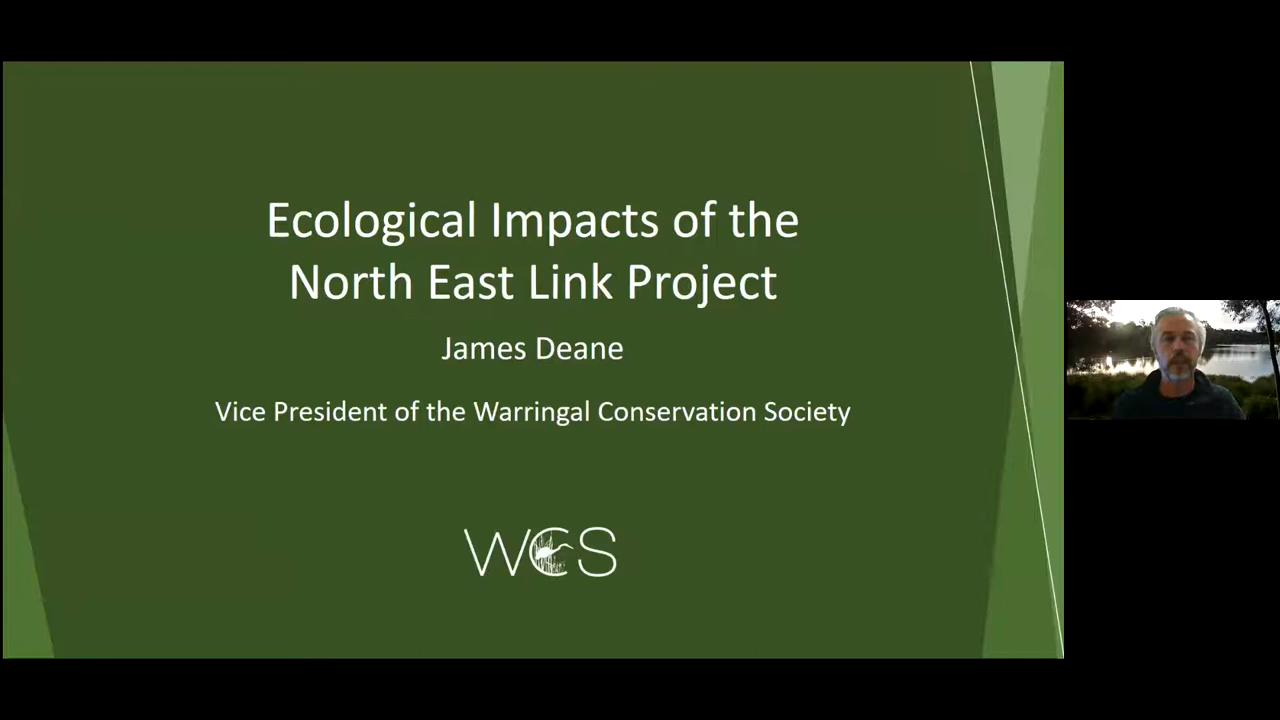 Ecological Impacts of the
North East Link Project
James Deane
Vice President of the Warringal Conservation Society
WCS